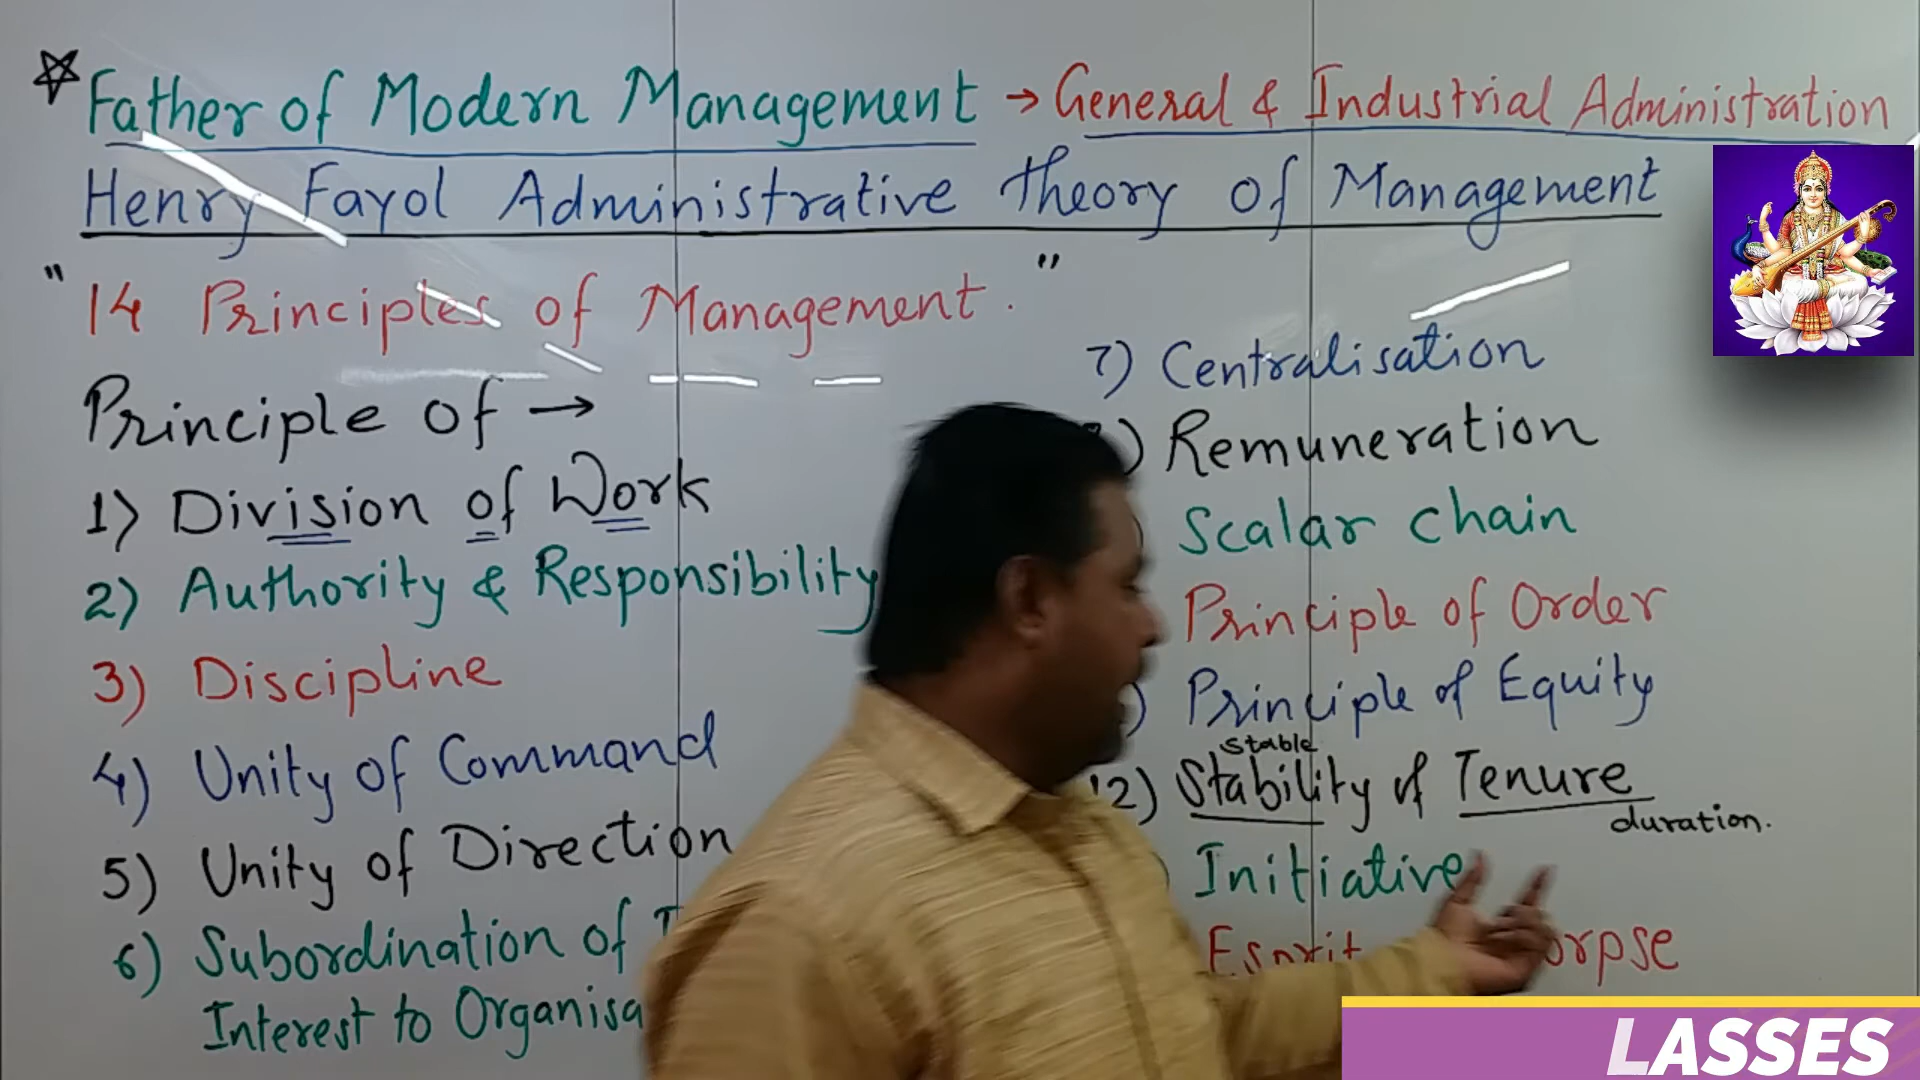 Father of Modern Management → General & Industrial Administration
Henry Fayol Administrative Theory of Management
"14 Principles of Management."
Principle of →
1) Division of Work
2) Authority & Responsibility
3) Discipline
4) Unity of Command
5) Unity of Direction
6) Subordination of
Interest to
7) Centralisation
Remuneration
Scalar chain
Principle of Order
Principle of Equity
stable
12) Stability of Tenure
duration.
Initiative
Esprit
LASSES